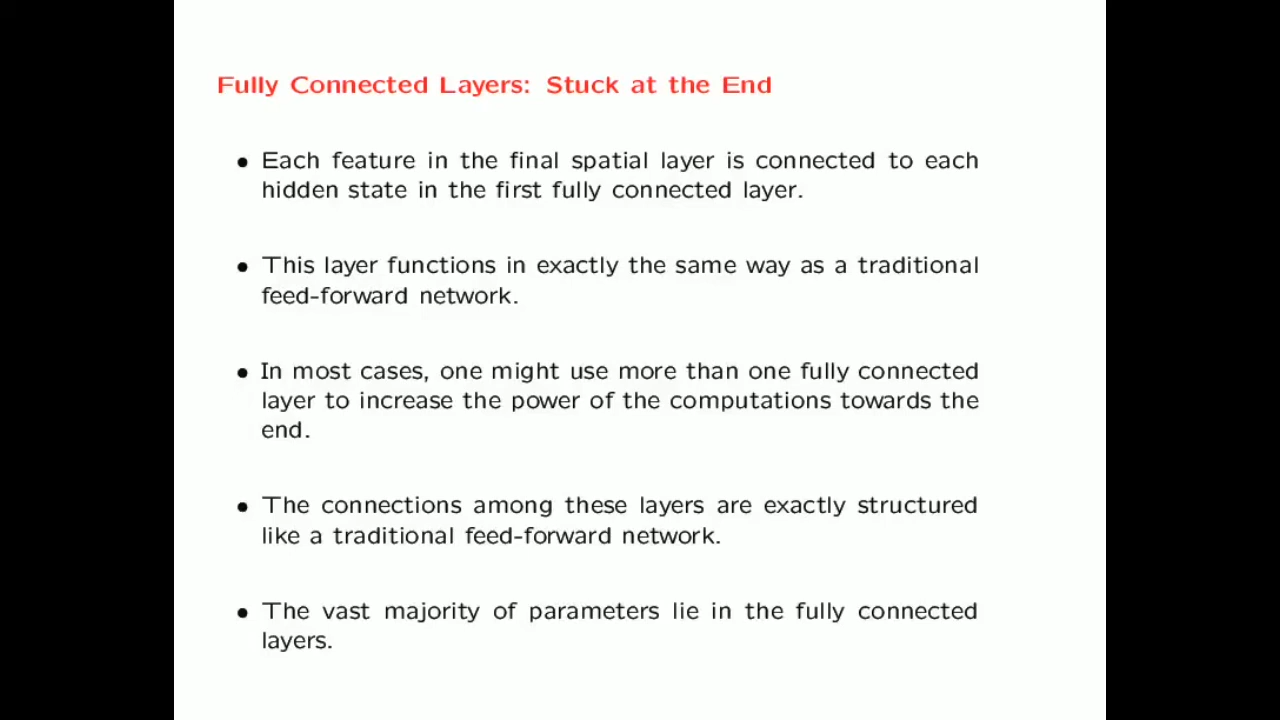 Fully Connected Layers: Stuck at the End
• Each feature in the final spatial layer is connected to each
hidden state in the first fully connected layer.
• This layer functions in exactly the same way as a traditional
feed-forward network.
• In most cases, one might use more than one fully connected
layer to increase the power of the computations towards the
end.
• The connections among these layers are exactly structured
like a traditional feed-forward network.
• The vast majority of parameters lie in the fully connected
layers.